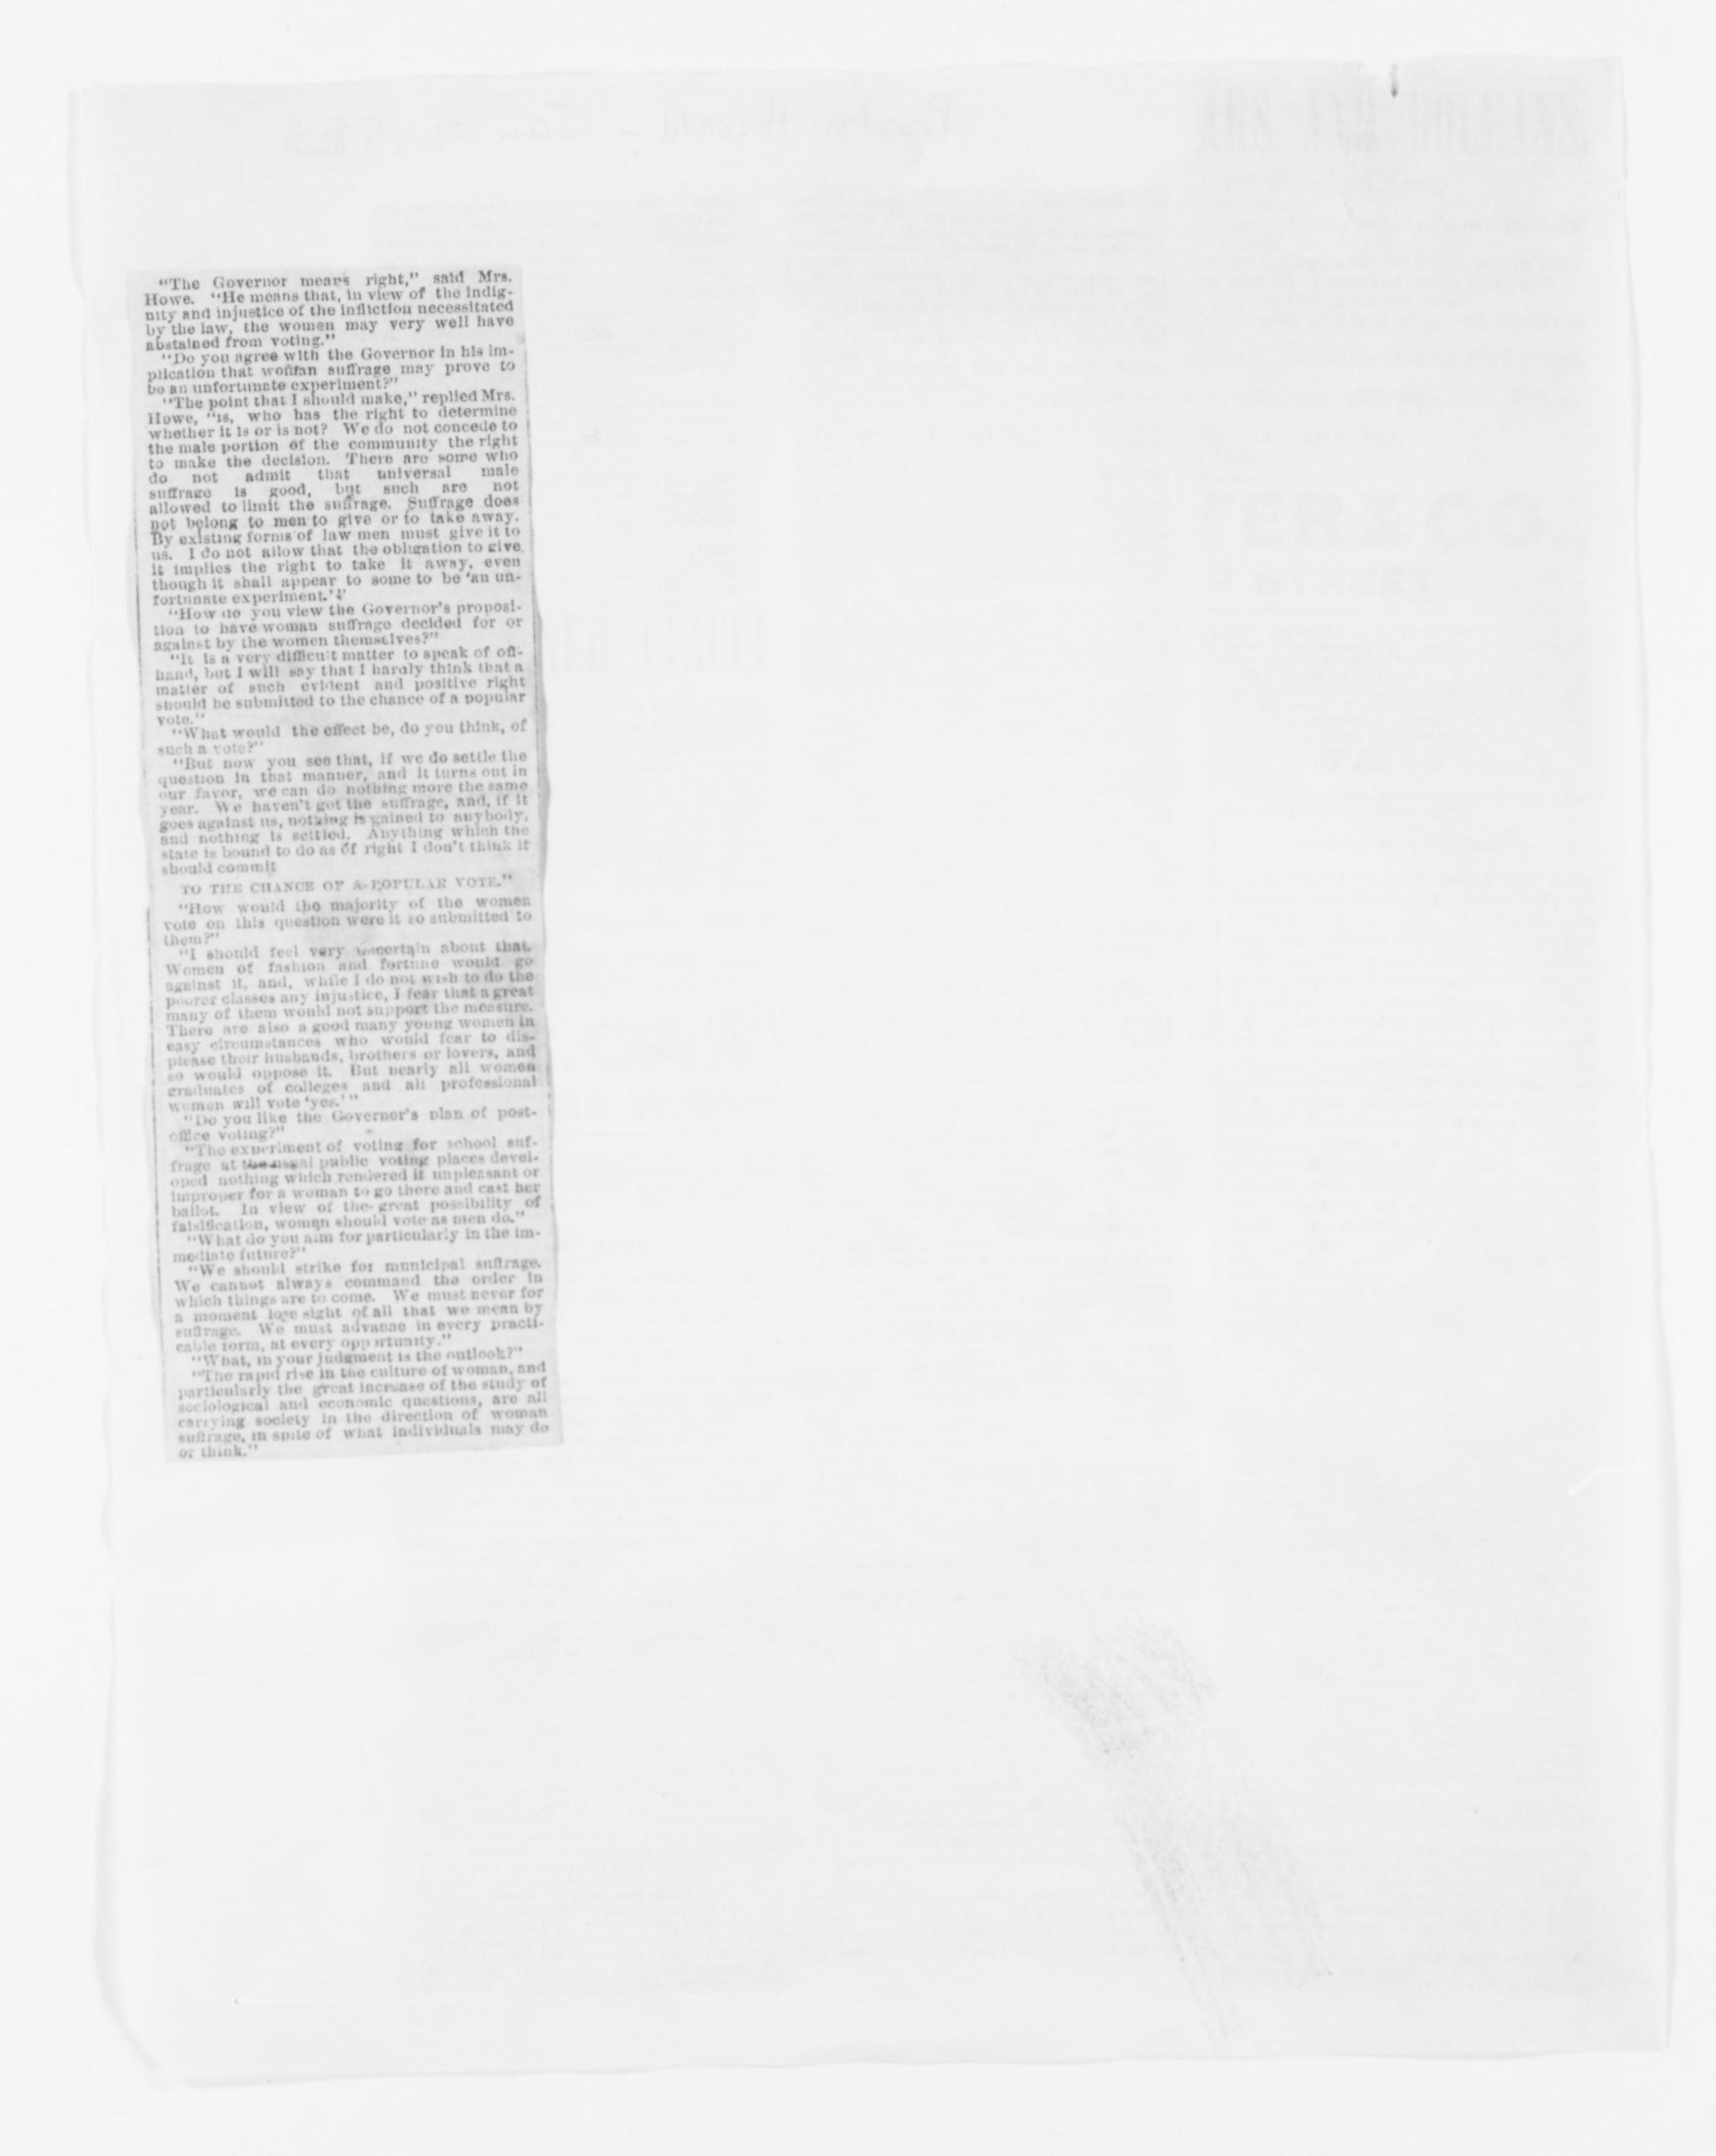 "The Governor means right," said Mrs.
Howe. "He means that, in view of the indig-
nity and injustice of the infliction necessitated
by the law, the women may very well have
abstained from voting."
"Do you agree with the Governor in his im-
plication that woman suffrage may prove to
be an unfortunate experiment?"
"The point that I should make," replied Mrs.
Howe, "is, who has the right to determine
whether it is or is not? We do not concede to
the male portion of the community the right
to make the decision. There are some who
do not admit that universal male
suffrage is good, but such are not
allowed to limit the suffrage. Suffrage does
not belong to men to give or to take away.
By existing forms of law men must give it to
us. I do not allow that the obligation to give
it implies the right to take it away, even
though it shall appear to some to be 'an un-
fortunate experiment.'"
"How do you view the Governor's proposi-
tion to have woman suffrage decided for or
against by the women themselves?"
"It is a very difficult matter to speak of off-
hand, but I will say that I hardly think that a
matter of such evident and positive right
should be submitted to the chance of a popular
vote."
"What would the effect be, do you think, of
such a vote?"
"But now you see that, if we do settle the
question in that manner, and it turns out in
our favor, we can do nothing more the same
year. We haven't got the suffrage, and, if it
goes against us, nothing is gained to anybody,
and nothing is settled. Anything which the
state is bound to do as of right I don't think it
should commit
TO THE CHANCE OF A POPULAR VOTE."
"How would the majority of the women
vote on this question were it so submitted to
them?"
"I should feel very uncertain about that.
Women of fashion and fortune would go
against it, and, while I do not wish to do the
poorer classes any injustice, I fear that a great
many of them would not support the measure.
There are also a good many young women in
easy circumstances who would fear to dis-
please their husbands, brothers or lovers, and
so would oppose it. But nearly all women
graduates of colleges and all professional
women will vote 'yes.'"
"Do you like the Governor's plan of post-
office voting?"
"The experiment of voting for school suf-
frage at the usual public voting places devel-
oped nothing which rendered it unpleasant or
improper for a woman to go there and cast her
ballot. In view of the great possibility of
falsification, women should vote as men do."
"What do you aim for particularly in the im-
mediate future?"
"We should strike for municipal suffrage.
We cannot always command the order in
which things are to come. We must never for
a moment lose sight of all that we mean by
suffrage. We must advance in every practi-
cable form, at every opportunity."
"What, in your judgment is the outlook?"
"The rapid rise in the culture of woman, and
particularly the great increase of the study of
sociological and economic questions, are all
carrying society in the direction of woman
suffrage, in spite of what individuals may do
or think."